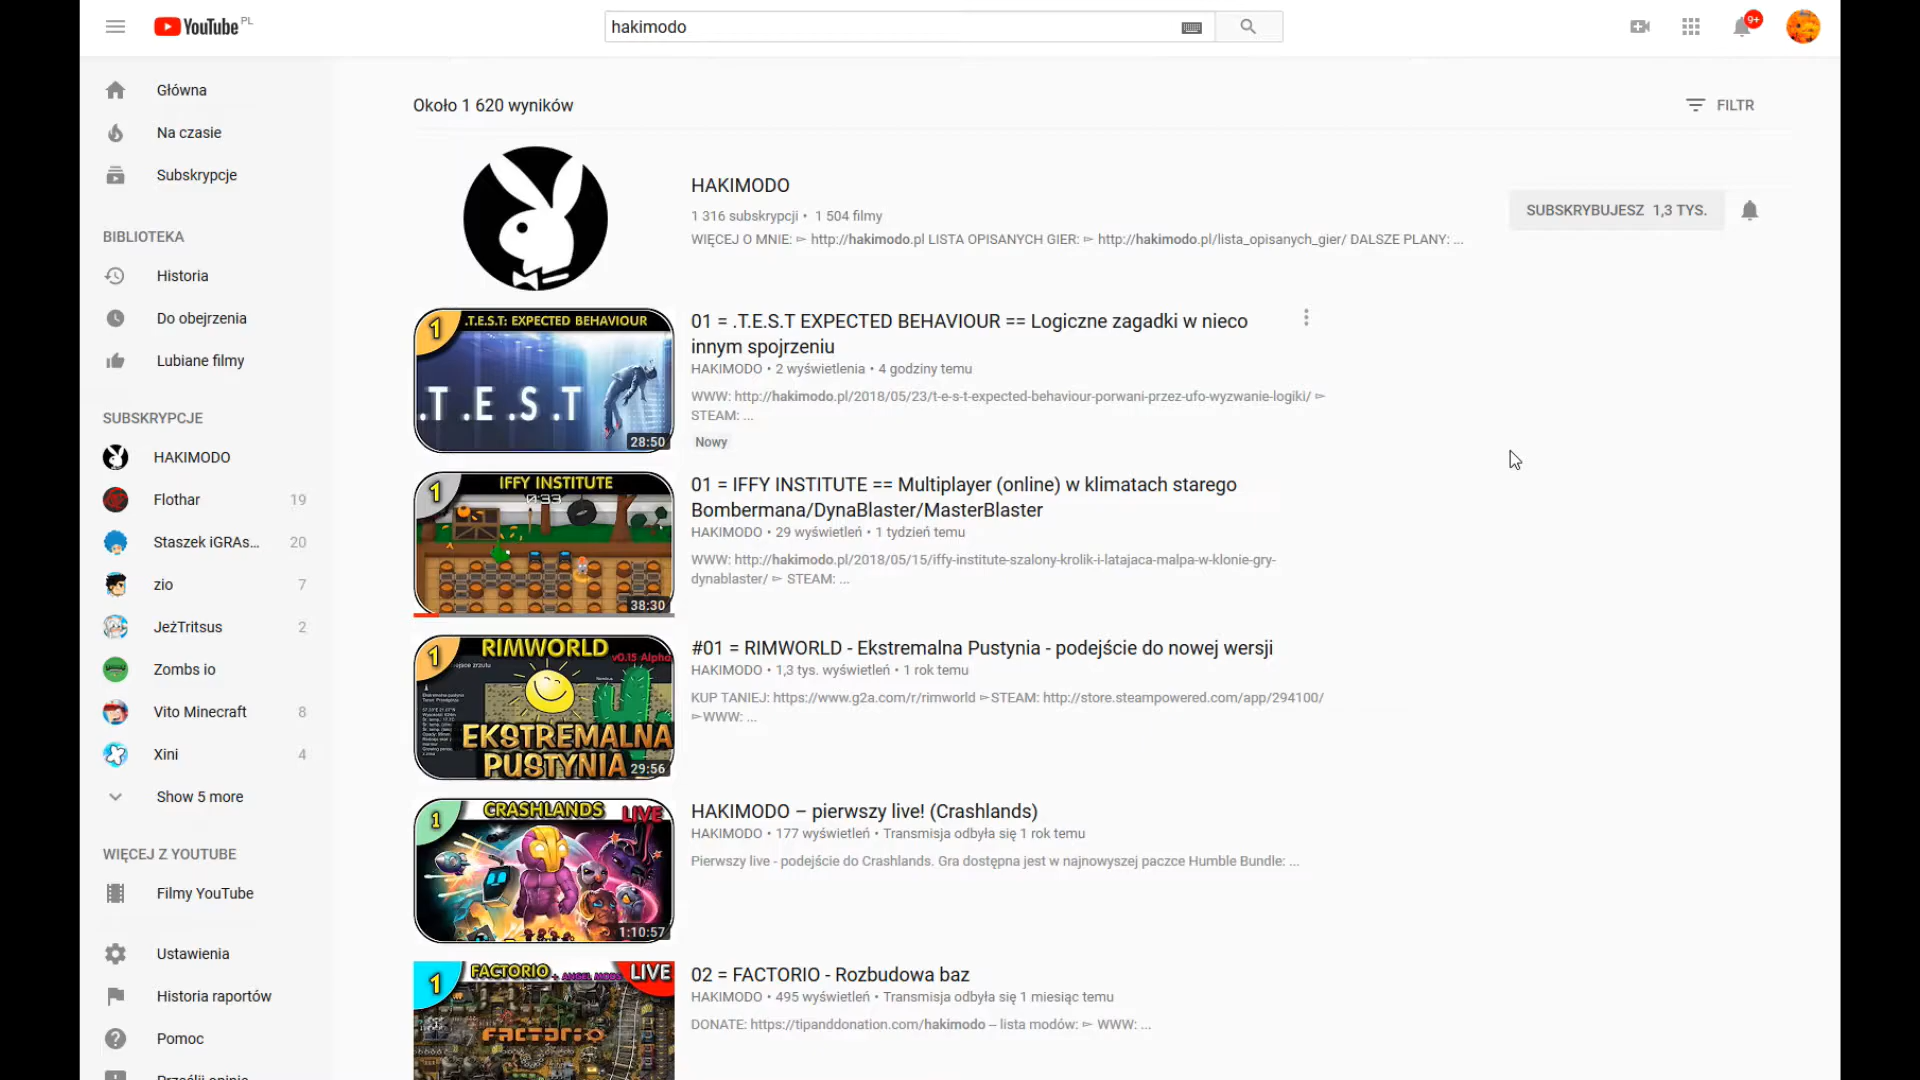 YouTube PL
hakimodo
9+
Główna
Na czasie
Subskrypcje
BIBLIOTEKA
Historia
Do obejrzenia
Lubiane filmy
SUBSKRYPCJE
HAKIMODO
Flothar 19
Staszek iGRAs... 20
zio 7
JeżTritsus 2
Zombs io
Vito Minecraft 8
Xini 4
Show 5 more
WIĘCEJ Z YOUTUBE
Filmy YouTube
Ustawienia
Historia raportów
Pomoc
Około 1 620 wyników
FILTR
HAKIMODO
1 316 subskrypcji • 1 504 filmy
WIĘCEJ O MNIE: ► http://hakimodo.pl LISTA OPISANYCH GIER: ► http://hakimodo.pl/lista_opisanych_gier/ DALSZE PLANY: ...
SUBSKRYBUJESZ 1,3 TYS.
1 .T.E.S.T: EXPECTED BEHAVIOUR
.T.E.S.T
28:50
01 = .T.E.S.T EXPECTED BEHAVIOUR == Logiczne zagadki w nieco
innym spojrzeniu
HAKIMODO • 2 wyświetlenia • 4 godziny temu
WWW: http://hakimodo.pl/2018/05/23/t-e-s-t-expected-behaviour-porwani-przez-ufo-wyzwanie-logiki/ ►
STEAM: ...
Nowy
1 IFFY INSTITUTE
0:33
38:30
01 = IFFY INSTITUTE == Multiplayer (online) w klimatach starego
Bombermana/DynaBlaster/MasterBlaster
HAKIMODO • 29 wyświetleń • 1 tydzień temu
WWW: http://hakimodo.pl/2018/05/15/iffy-institute-szalony-krolik-i-latajaca-malpa-w-klonie-gry-
dynablaster/ ► STEAM: ...
1 RIMWORLD
v0.15 Alpha
EKSTREMALNA
PUSTYNIA
29:56
#01 = RIMWORLD - Ekstremalna Pustynia - podejście do nowej wersji
HAKIMODO • 1,3 tys. wyświetleń • 1 rok temu
KUP TANIEJ: https://www.g2a.com/r/rimworld ►STEAM: http://store.steampowered.com/app/294100/
►WWW: ...
1 CRASHLANDS LIVE
1:10:57
HAKIMODO – pierwszy live! (Crashlands)
HAKIMODO • 177 wyświetleń • Transmisja odbyła się 1 rok temu
Pierwszy live - podejście do Crashlands. Gra dostępna jest w najnowyszej paczce Humble Bundle: ...
1 FACTORIO + ANGEL MODS LIVE
FACTORIO
02 = FACTORIO - Rozbudowa baz
HAKIMODO • 495 wyświetleń • Transmisja odbyła się 1 miesiąc temu
DONATE: https://tipanddonation.com/hakimodo – lista modów: ► WWW: ...